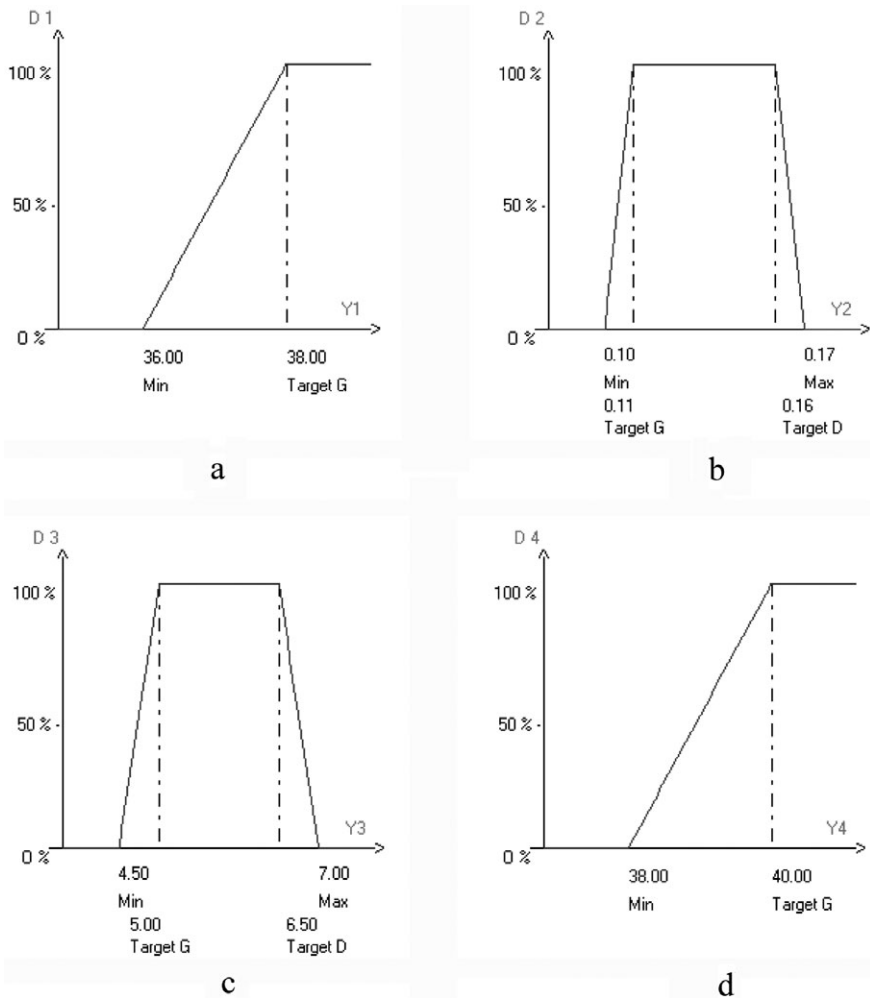 D 1
100 %
50 % -
0 %
Y1
36.00 38.00
Min Target G
a
D 2
100 %
50 % -
0 %
Y2
0.10 0.17
Min Max
0.11 0.16
Target G Target D
b
D 3
100 %
50 % -
0 %
Y3
4.50 7.00
Min Max
5.00 6.50
Target G Target D
c
D 4
100 %
50 % -
0 %
Y4
38.00 40.00
Min Target G
d